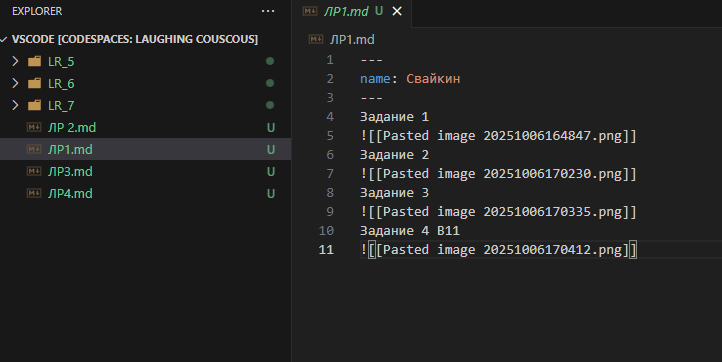 EXPLORER
VSCODE [CODESPACES: LAUGHING COUSCOUS]
LR_5
LR_6
LR_7
ЛР 2.md U
ЛР1.md U
ЛР3.md U
ЛР4.md U
ЛР1.md U
ЛР1.md
1 ---
2 name: Свайкин
3 ---
4 Задание 1
5 ![[Pasted image 20251006164847.png]]
6 Задание 2
7 ![[Pasted image 20251006170230.png]]
8 Задание 3
9 ![[Pasted image 20251006170335.png]]
10 Задание 4 В11
11 ![[Pasted image 20251006170412.png]]